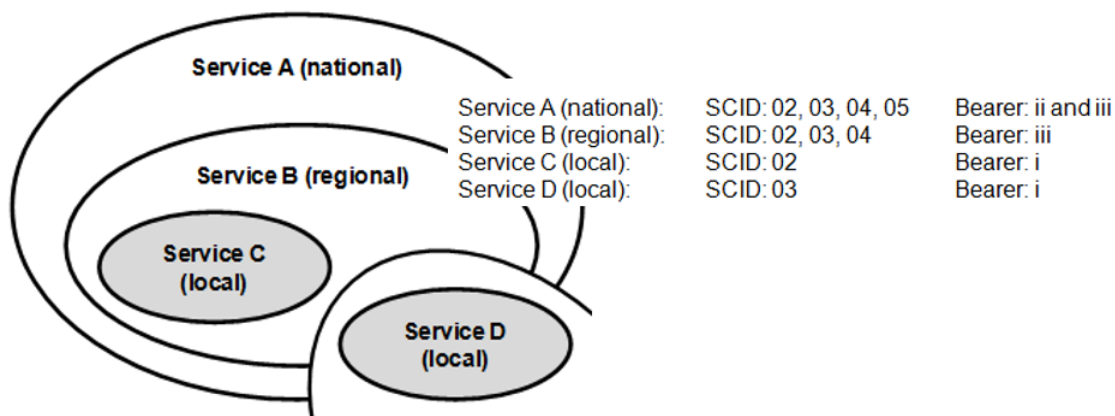 Service A (national)
Service A (national): SCID: 02, 03, 04, 05 Bearer: ii and iii
Service B (regional): SCID: 02, 03, 04 Bearer: iii
Service C (local): SCID: 02 Bearer: i
Service D (local): SCID: 03 Bearer: i
Service B (regional)
Service C
(local)
Service D
(local)